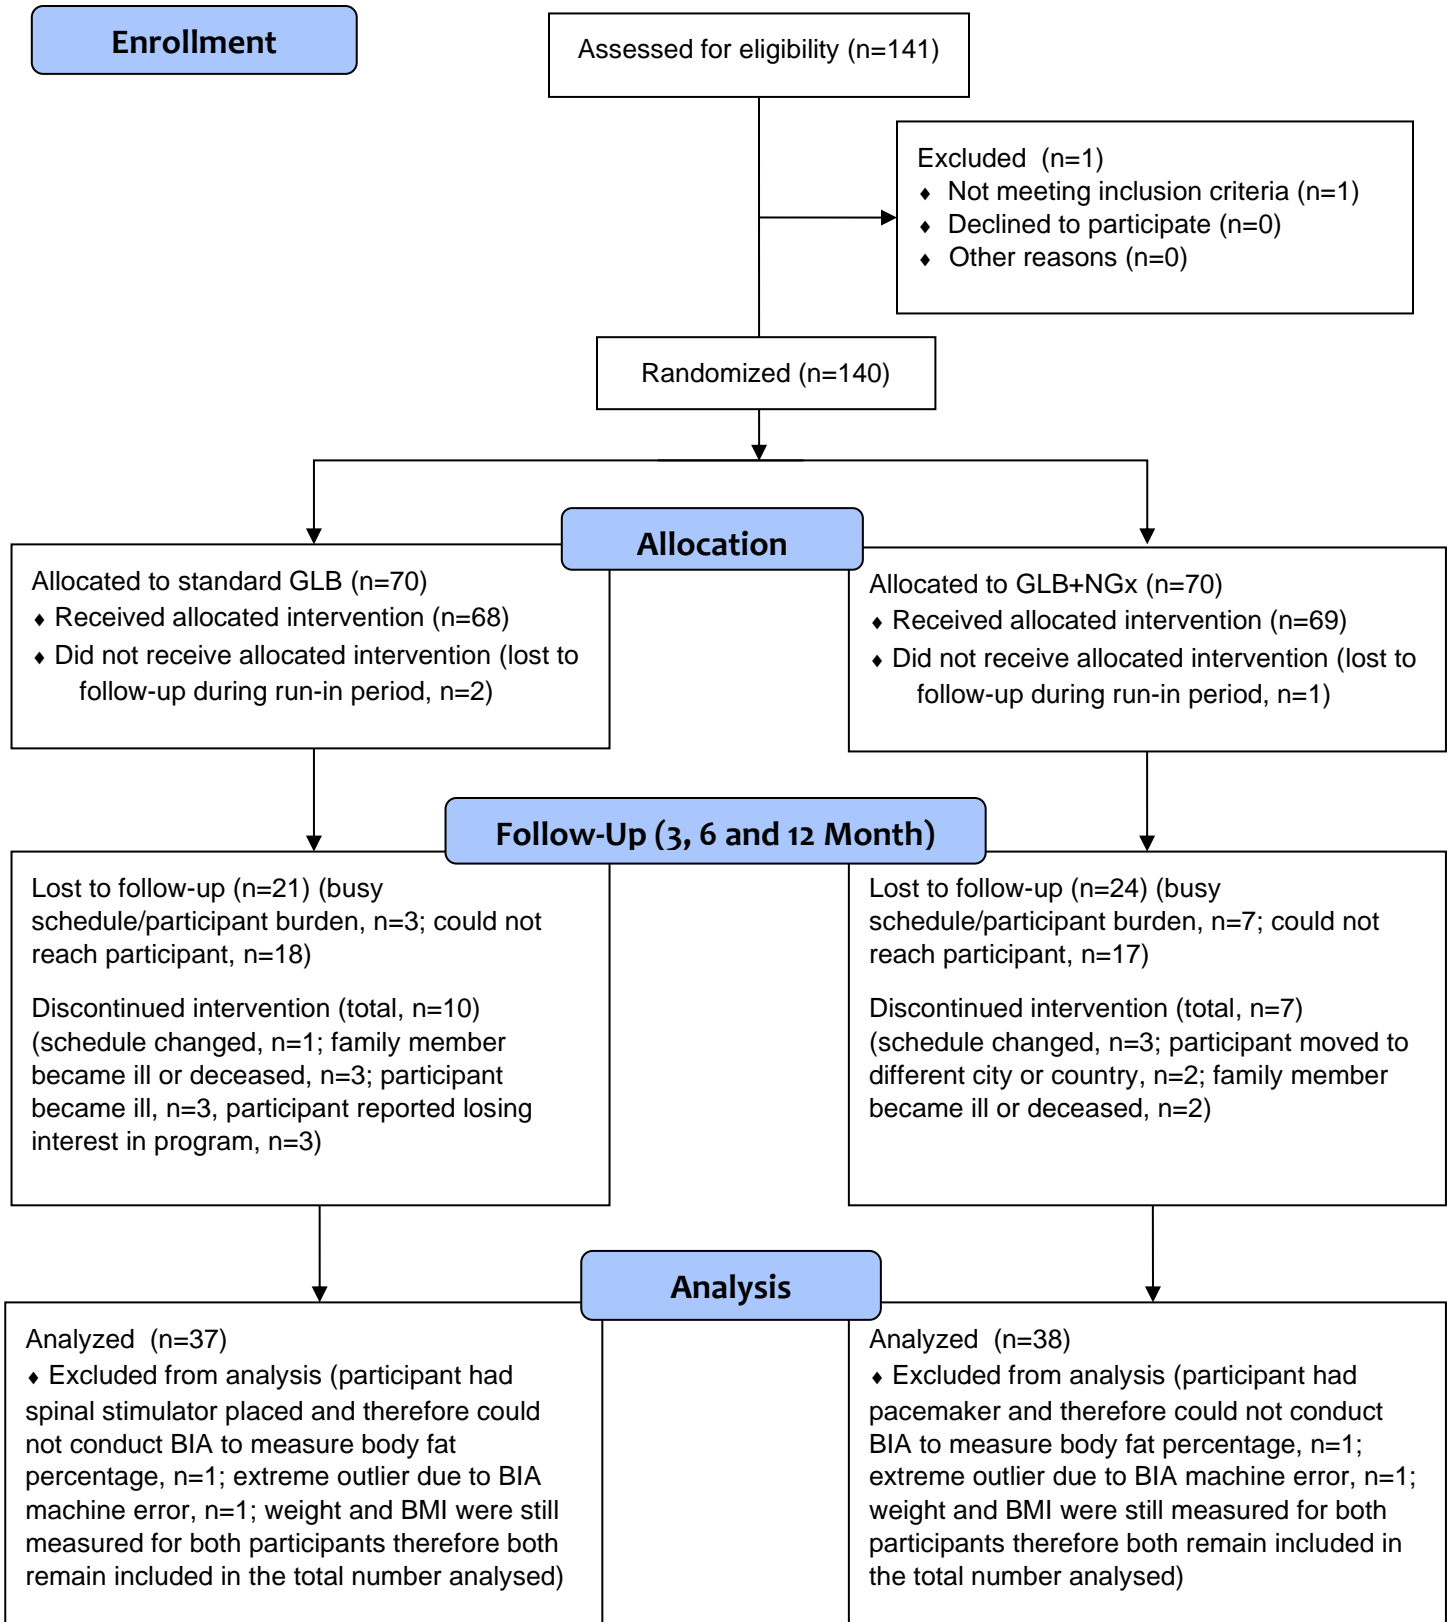 Enrollment
Assessed for eligibility (n=141)
Excluded  (n=1)
♦ Not meeting inclusion criteria (n=1)
♦ Declined to participate (n=0)
♦ Other reasons (n=0)
Randomized (n=140)
Allocation
Allocated to standard GLB (n=70)
♦ Received allocated intervention (n=68)
♦ Did not receive allocated intervention (lost to
follow-up during run-in period, n=2)
Allocated to GLB+NGx (n=70)
♦ Received allocated intervention (n=69)
♦ Did not receive allocated intervention (lost to
follow-up during run-in period, n=1)
Follow-Up (3, 6 and 12 Month)
Lost to follow-up (n=21) (busy
schedule/participant burden, n=3; could not
reach participant, n=18)
Discontinued intervention (total, n=10)
(schedule changed, n=1; family member
became ill or deceased, n=3; participant
became ill, n=3, participant reported losing
interest in program, n=3)
Lost to follow-up (n=24) (busy
schedule/participant burden, n=7; could not
reach participant, n=17)
Discontinued intervention (total, n=7)
(schedule changed, n=3; participant moved to
different city or country, n=2; family member
became ill or deceased, n=2)
Analysis
Analyzed  (n=37)
♦ Excluded from analysis (participant had
spinal stimulator placed and therefore could
not conduct BIA to measure body fat
percentage, n=1; extreme outlier due to BIA
machine error, n=1; weight and BMI were still
measured for both participants therefore both
remain included in the total number analysed)
Analyzed  (n=38)
♦ Excluded from analysis (participant had
pacemaker and therefore could not conduct
BIA to measure body fat percentage, n=1;
extreme outlier due to BIA machine error, n=1;
weight and BMI were still measured for both
participants therefore both remain included in
the total number analysed)